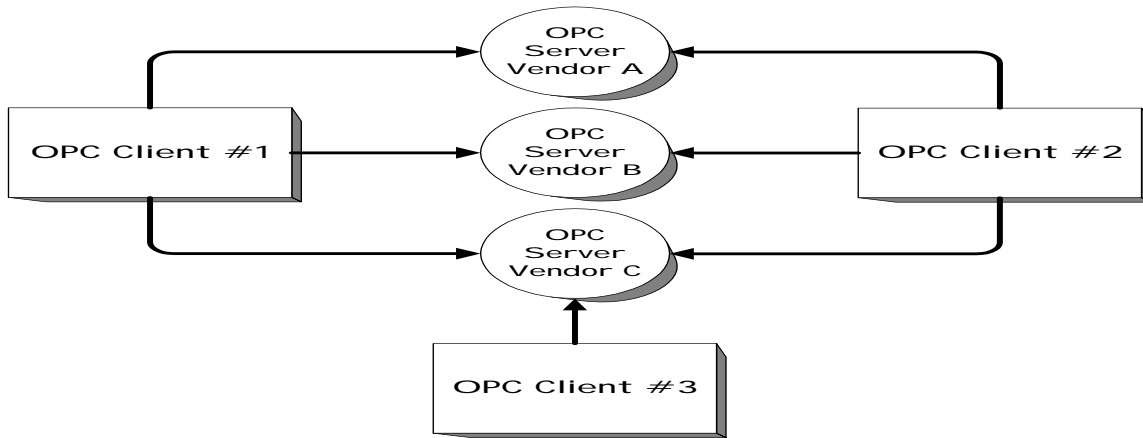 OPC
Server
Vendor A
OPC Client #1
OPC
Server
Vendor B
OPC Client #2
OPC
Server
Vendor C
OPC Client #3